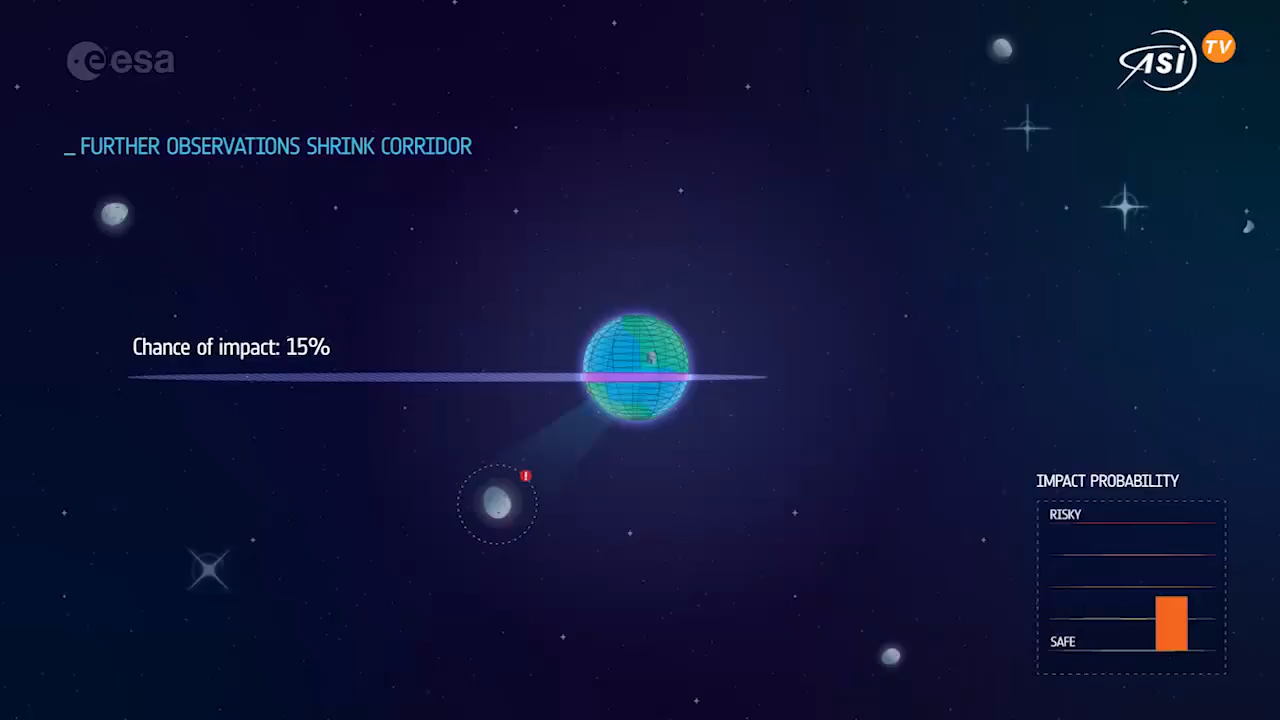 esa
ASI TV
_ FURTHER OBSERVATIONS SHRINK CORRIDOR
Chance of impact: 15%
!
IMPACT PROBABILITY
RISKY
SAFE